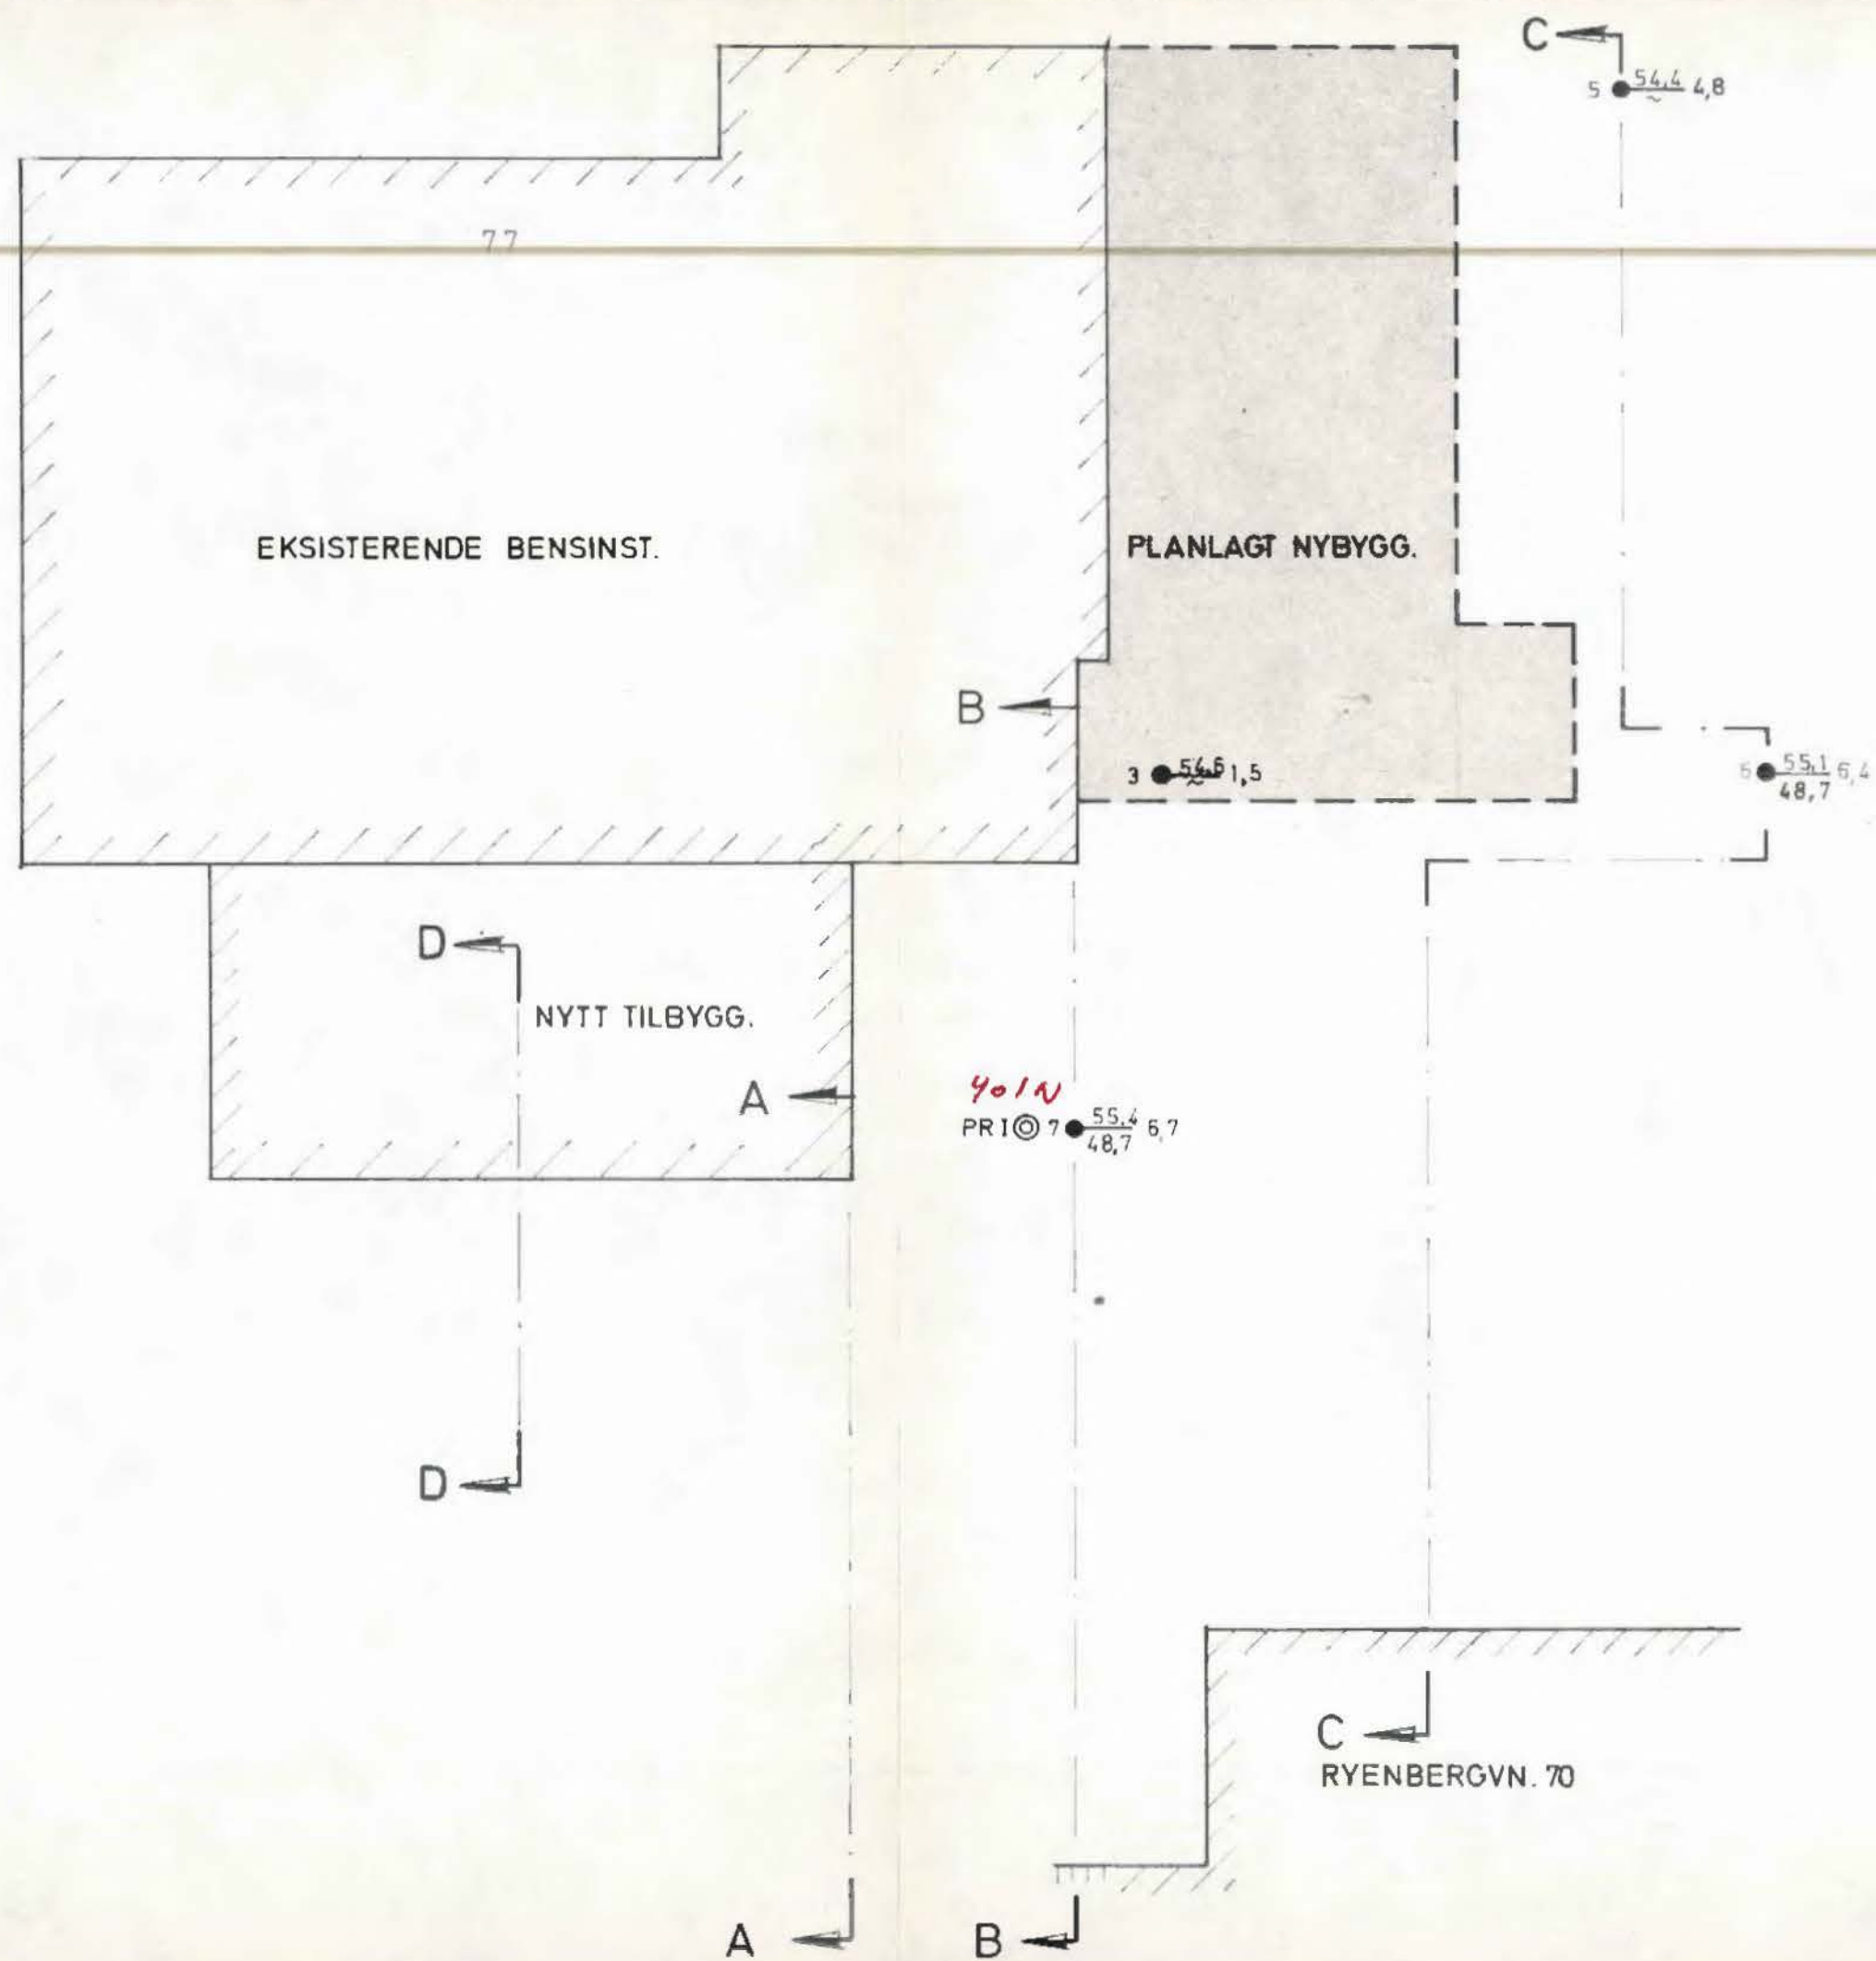 C
5 54,4 4,8
77
EKSISTERENDE BENSINST.
PLANLAGT NYBYGG.
B
3 54,6 1,5
55,1 6,4
48,7
D
NYTT TILBYGG.
A
401N
PR I 7 55,4 6,7
48,7
D
C
RYENBERGVN. 70
A
B